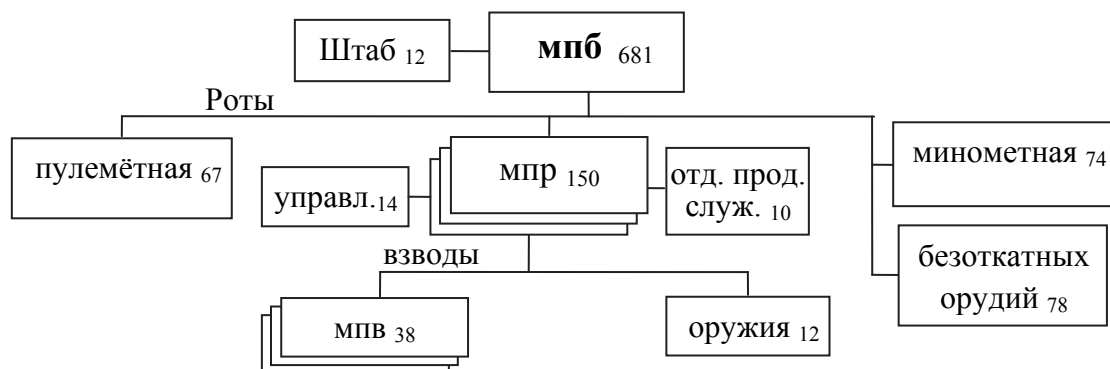 Штаб 12
мпб 681
Роты
пулемётная 67
мпр 150
минометная 74
управл.14
отд. прод.
служ. 10
взводы
безоткатных
орудий 78
мпв 38
оружия 12